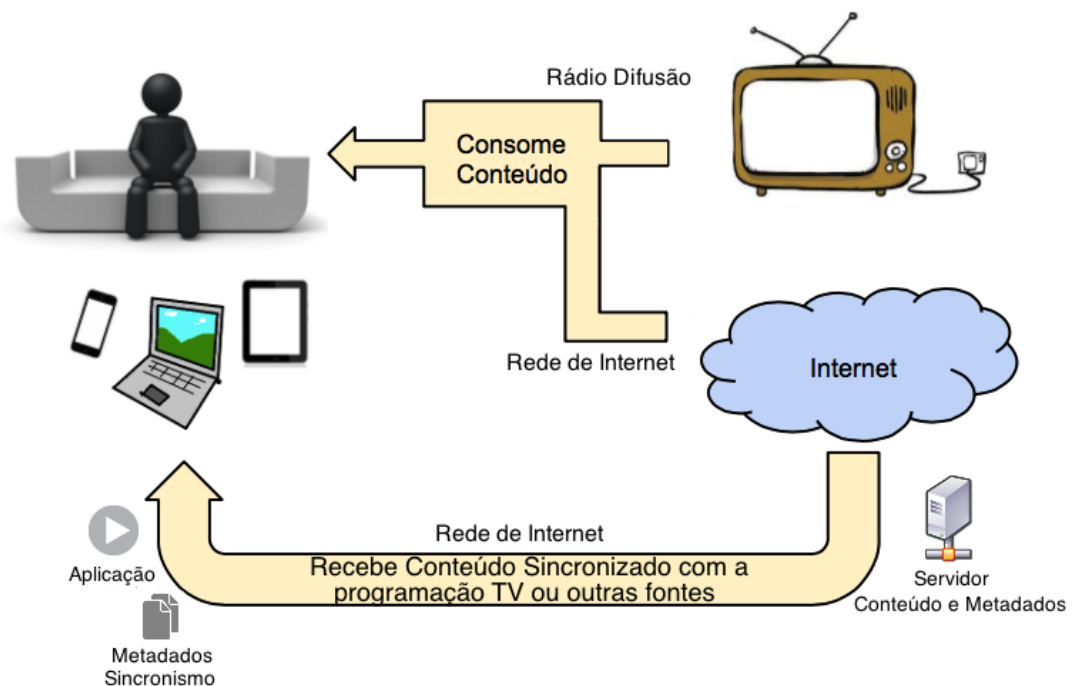 Rádio Difusão
Consome
Conteúdo
Rede de Internet
Internet
Rede de Internet
Recebe Conteúdo Sincronizado com a
programação TV ou outras fontes
Aplicação
Metadados
Sincronismo
Servidor
Conteúdo e Metadados